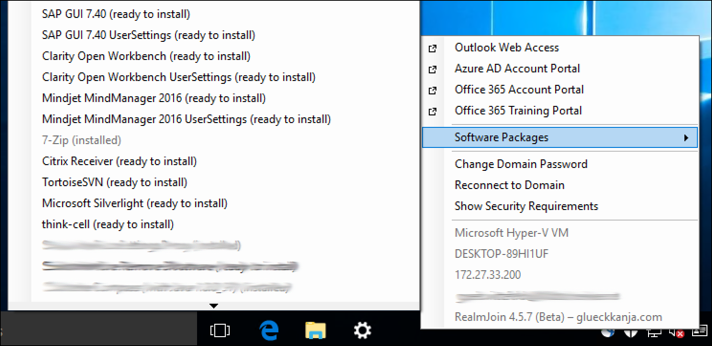 SAP GUI 7.40 (ready to install)
SAP GUI 7.40 UserSettings (ready to install)
Clarity Open Workbench (ready to install)
Clarity Open Workbench UserSettings (ready to install)
Mindjet MindManager 2016 (ready to install)
Mindjet MindManager 2016 UserSettings (ready to install)
7-Zip (installed)
Citrix Receiver (ready to install)
TortoiseSVN (ready to install)
Microsoft Silverlight (ready to install)
think-cell (ready to install)
Outlook Web Access
Azure AD Account Portal
Office 365 Account Portal
Office 365 Training Portal
Software Packages
Change Domain Password
Reconnect to Domain
Show Security Requirements
Microsoft Hyper-V VM
DESKTOP-89HI1UF
172.27.33.200
RealmJoin 4.5.7 (Beta) – glueckkanja.com